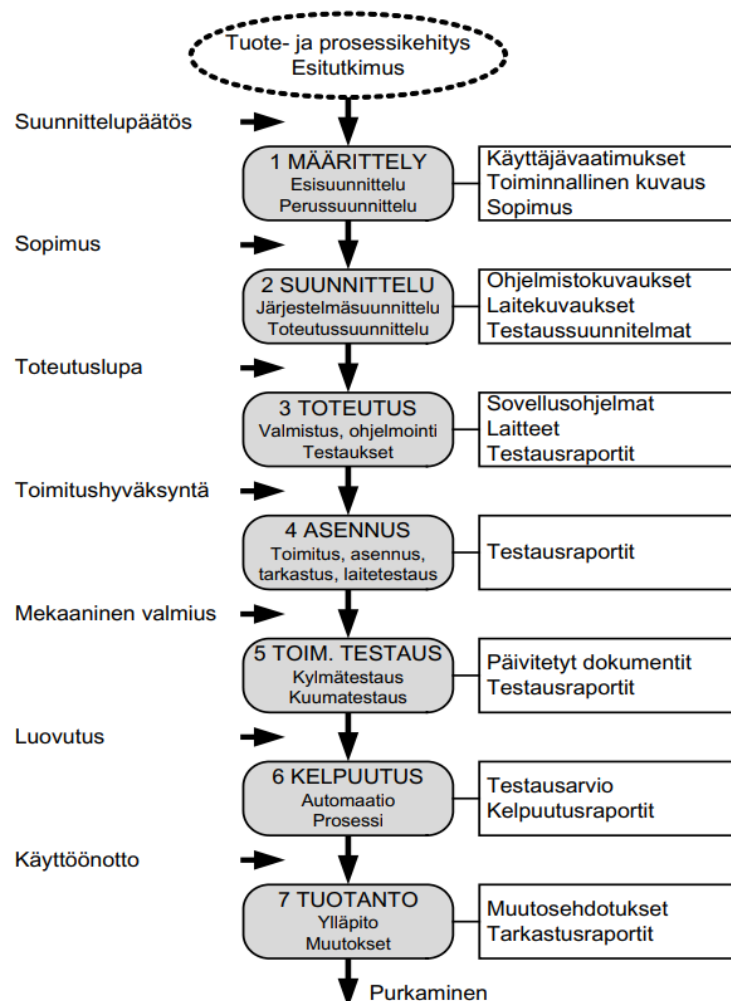 Tuote- ja prosessikehitys
Esitutkimus
Suunnittelupäätös
1 MÄÄRITTELY
Esisuunnittelu
Perussuunnittelu
Käyttäjävaatimukset
Toiminnallinen kuvaus
Sopimus
Sopimus
2 SUUNNITTELU
Järjestelmäsuunnittelu
Toteutussuunnittelu
Ohjelmistokuvaukset
Laitekuvaukset
Testaussuunnitelmat
Toteutuslupa
3 TOTEUTUS
Valmistus, ohjelmointi
Testaukset
Sovellusohjelmat
Laitteet
Testausraportit
Toimitushyväksyntä
4 ASENNUS
Toimitus, asennus,
tarkastus, laitetestaus
Testausraportit
Mekaaninen valmius
5 TOIM. TESTAUS
Kylmätestaus
Kuumatestaus
Päivitetyt dokumentit
Testausraportit
Luovutus
6 KELPUUTUS
Automaatio
Prosessi
Testausarvio
Kelpuutusraportit
Käyttöönotto
7 TUOTANTO
Ylläpito
Muutokset
Muutosehdotukset
Tarkastusraportit
Purkaminen